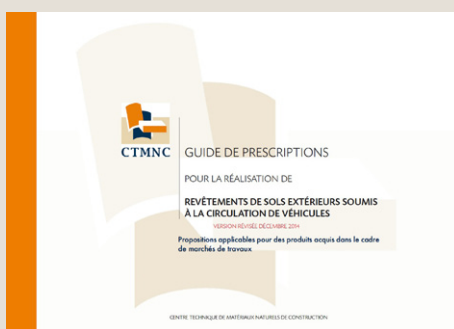 CTMNC
GUIDE DE PRESCRIPTIONS
POUR LA RÉALISATION DE
REVÊTEMENTS DE SOLS EXTÉRIEURS SOUMIS
À LA CIRCULATION DE VÉHICULES
VERSION RÉVISÉE, DÉCEMBRE 2014
Propositions applicables pour des produits acquis dans le cadre
de marchés de travaux
CENTRE TECHNIQUE DE MATÉRIAUX NATURELS DE CONSTRUCTION